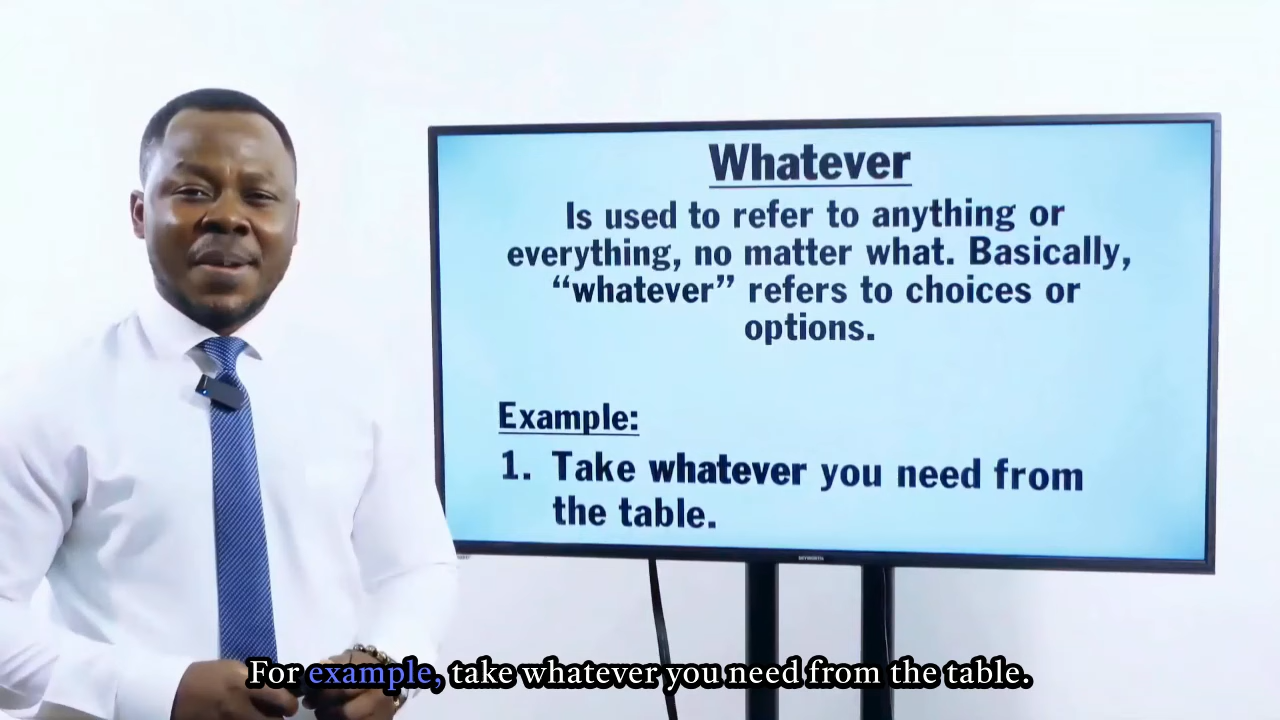 Whatever
Is used to refer to anything or
everything, no matter what. Basically,
“whatever” refers to choices or
options.
Example:
1. Take whatever you need from
the table.
SKYWORTH
For example, take whatever you need from the table.